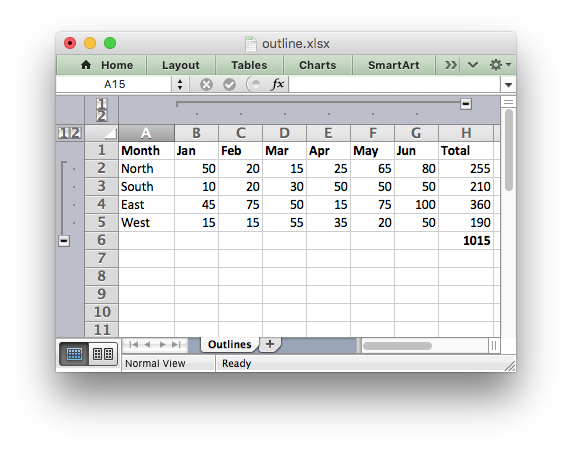 outline.xlsx
Home Layout Tables Charts SmartArt
A15 fx
1
2
1 2 A B C D E F G H
1 Month Jan Feb Mar Apr May Jun Total
2 North 50 20 15 25 65 80 255
3 South 10 20 30 50 50 50 210
4 East 45 75 50 15 75 100 360
5 West 15 15 55 35 20 50 190
6 1015
7
8
9
10
11
Outlines
Normal View Ready